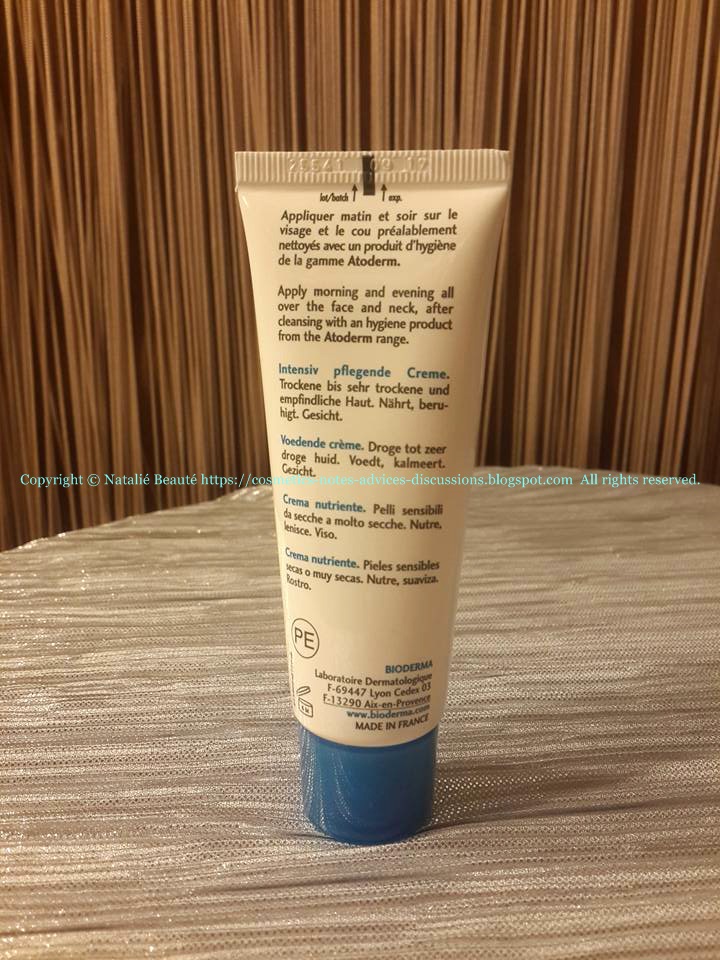 20541 09 17
lot/batch exp.
Appliquer matin et soir sur le
visage et le cou préalablement
nettoyés avec un produit d'hygiène
de la gamme Atoderm.
Apply morning and evening all
over the face and neck, after
cleansing with an hygiene product
from the Atoderm range.
Intensiv pflegende Creme.
Trockene bis sehr trockene und
empfindliche Haut. Nährt, beru-
higt. Gesicht.
Voedende crème. Droge tot zeer
droge huid. Voedt, kalmeert.
Gezicht.
Copyright © Natalié Beauté https://cosmetics-notes-advices-discussions.blogspot.com All rights reserved.
Crema nutriente. Pelli sensibili
da secche a molto secche. Nutre,
lenisce. Viso.
Crema nutriente. Pieles sensibles
secas o muy secas. Nutre, suaviza.
Rostro.
PE
BIODERMA
Laboratoire Dermatologique
F-69447 Lyon Cedex 03
F-13290 Aix-en-Provence
www.bioderma.com
MADE IN FRANCE